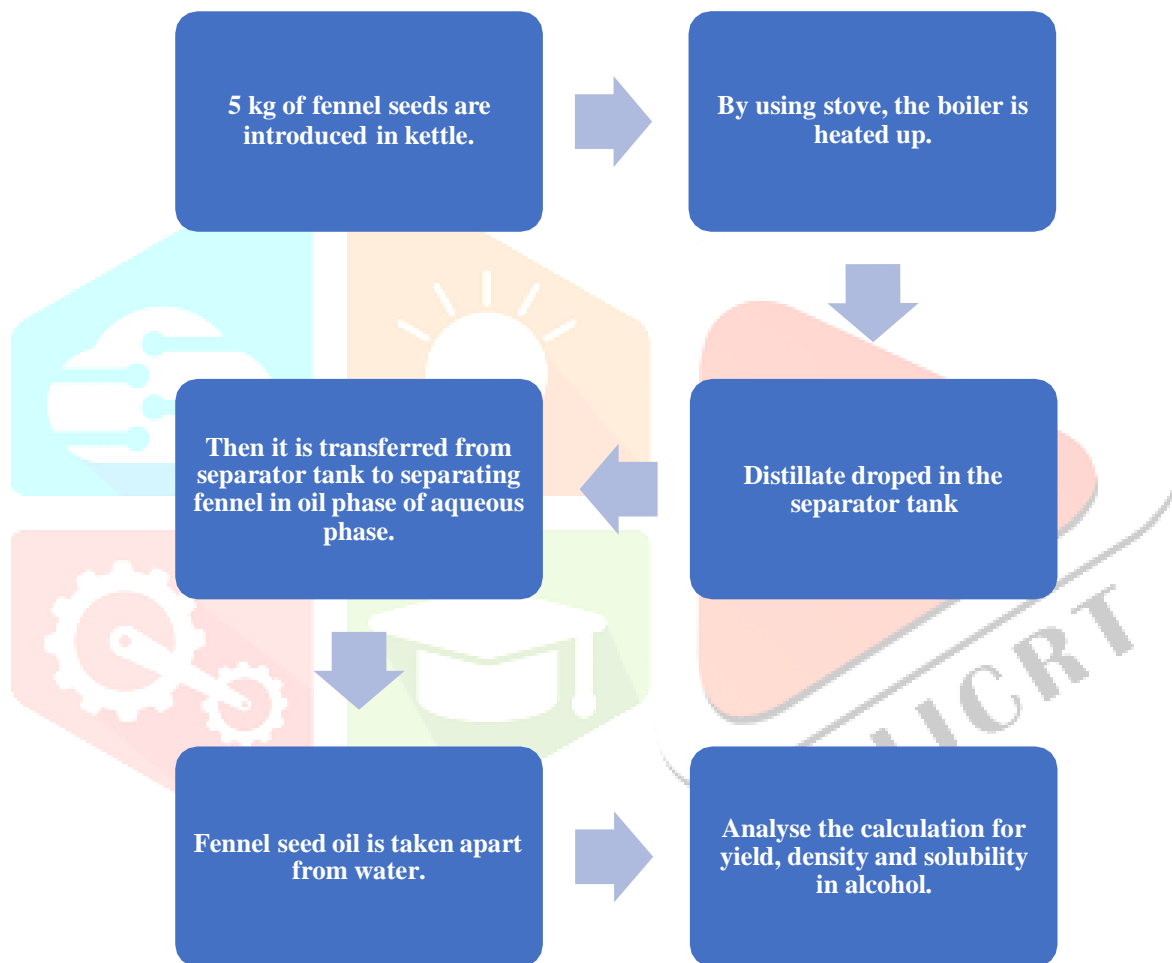 5 kg of fennel seeds are
introduced in kettle.
By using stove, the boiler is
heated up.
Distillate droped in the
separator tank
Then it is transferred from
separator tank to separating
fennel in oil phase of aqueous
phase.
Fennel seed oil is taken apart
from water.
Analyse the calculation for
yield, density and solubility
in alcohol.